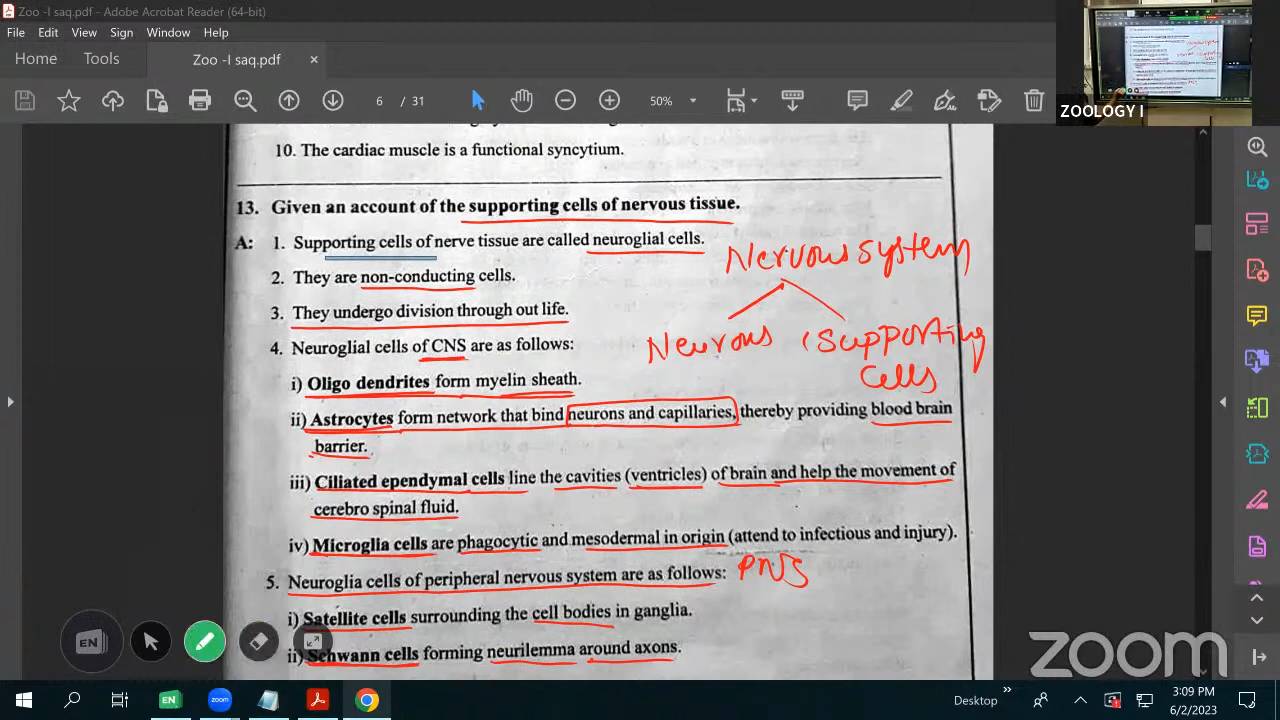 Zoo -I saq.pdf - Adobe Acrobat Reader (64-bit)
File Edit View Sign Window Help
Home Tools Zoo - I saq.pdf ×
6 / 31 50%
ZOOLOGY I
10. The cardiac muscle is a functional syncytium.
13. Given an account of the supporting cells of nervous tissue.
A: 1. Supporting cells of nerve tissue are called neuroglial cells.
Nervous system
2. They are non-conducting cells.
3. They undergo division through out life.
Neurons Supporting
cells
4. Neuroglial cells of CNS are as follows:
i) Oligo dendrites form myelin sheath.
ii) Astrocytes form network that bind neurons and capillaries, thereby providing blood brain
barrier.
iii) Ciliated ependymal cells line the cavities (ventricles) of brain and help the movement of
cerebro spinal fluid.
iv) Microglia cells are phagocytic and mesodermal in origin (attend to infectious and injury).
5. Neuroglia cells of peripheral nervous system are as follows: PNS
i) Satellite cells surrounding the cell bodies in ganglia.
ii) Schwann cells forming neurilemma around axons.
EN
zoom
EN zoom
Desktop
3:09 PM
6/2/2023